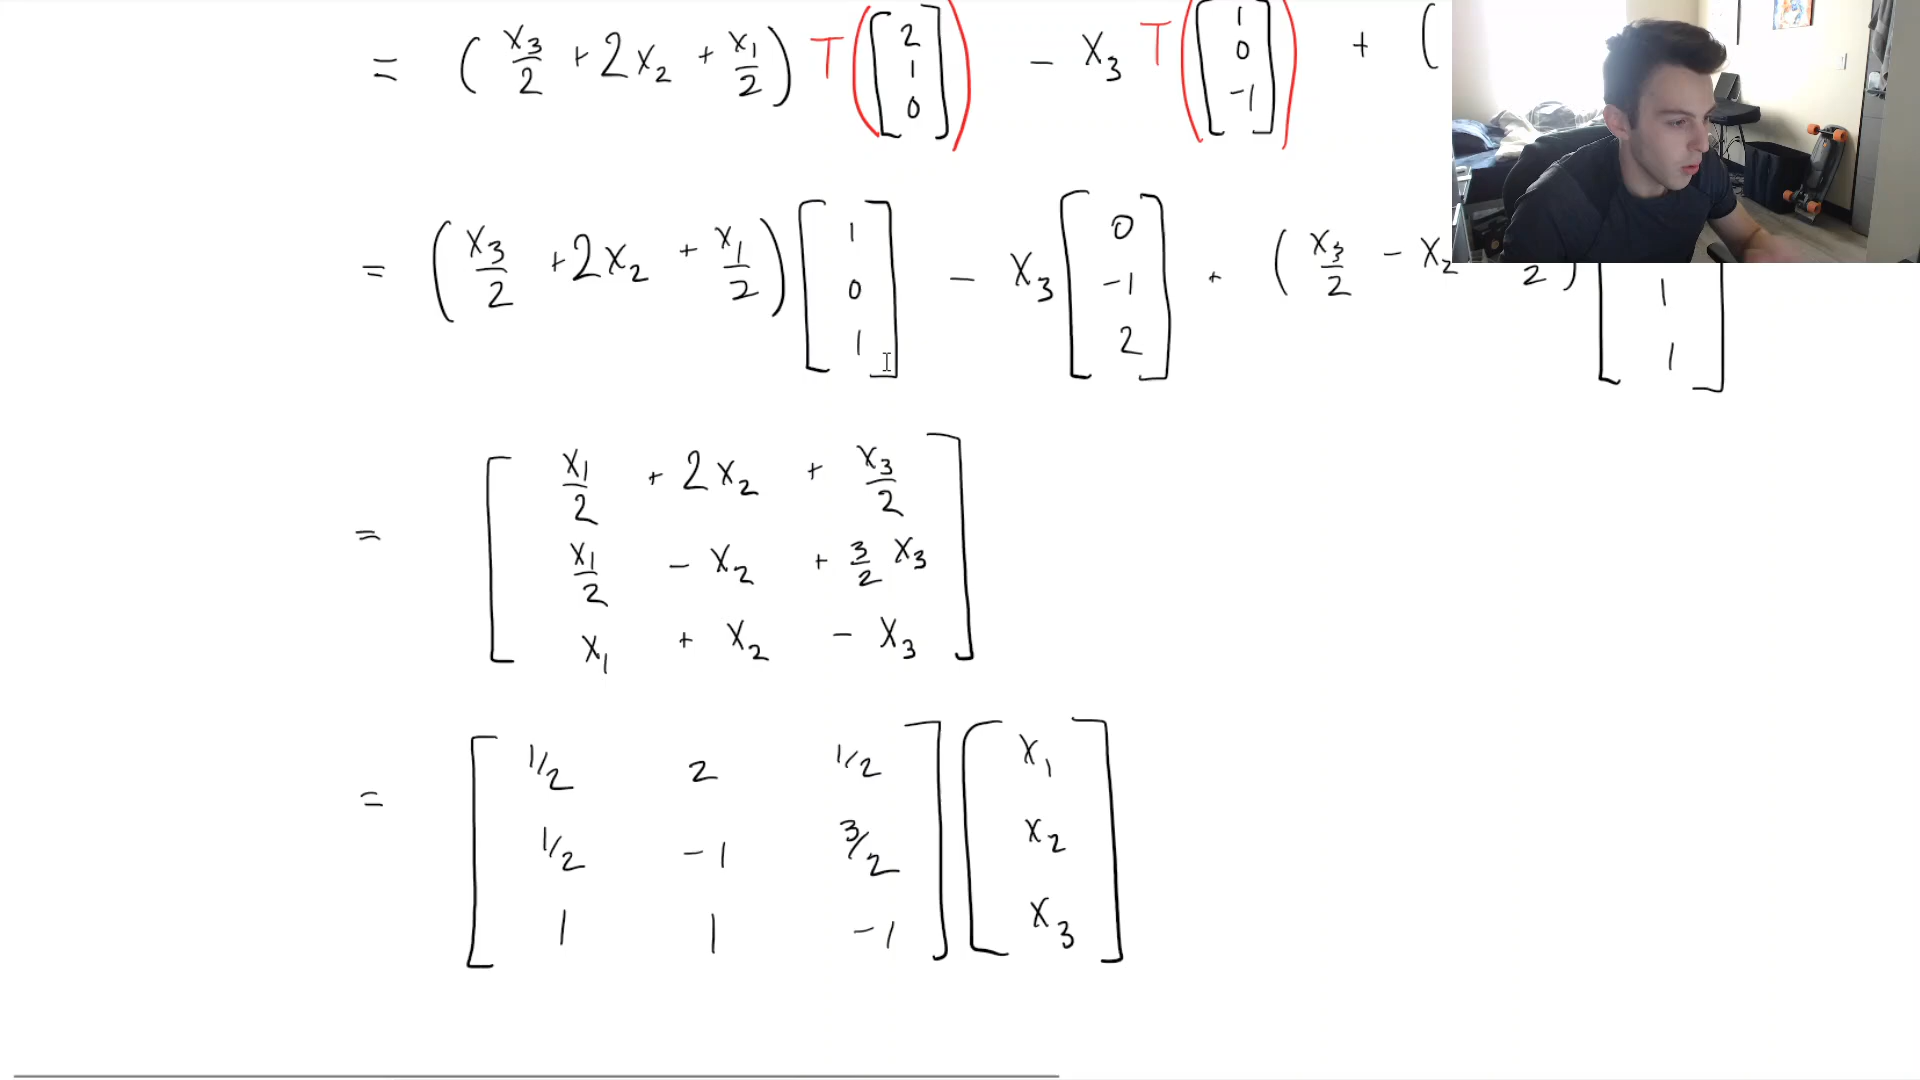 = ( x₃/2 + 2x₂ + x₁/2 ) T( [ 2 1 0 ] ) - x₃ T( [ 1 0 -1 ] ) + (
= ( x₃/2 + 2x₂ + x₁/2 ) [ 1 0 1 ] - x₃ [ 0 -1 2 ] + ( x₃/2 - x₂ 2 ) [ 1 1 ]
= [ x₁/2 + 2x₂ + x₃/2
x₁/2 - x₂ + 3/2 x₃
x₁ + x₂ - x₃ ]
= [ 1/2 2 1/2 ] [ x₁ ]
[ 1/2 -1 3/2 ] [ x₂ ]
[ 1 1 -1 ] [ x₃ ]